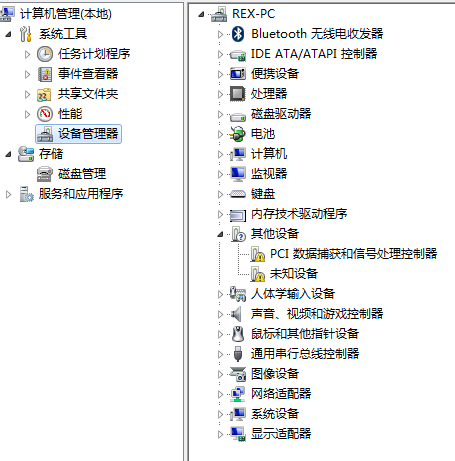 计算机管理(本地)
系统工具
任务计划程序
事件查看器
共享文件夹
性能
设备管理器
存储
磁盘管理
服务和应用程序
REX-PC
Bluetooth 无线电收发器
IDE ATA/ATAPI 控制器
便携设备
处理器
磁盘驱动器
电池
计算机
监视器
键盘
内存技术驱动程序
其他设备
PCI 数据捕获和信号处理控制器
未知设备
人体学输入设备
声音、视频和游戏控制器
鼠标和其他指针设备
通用串行总线控制器
图像设备
网络适配器
系统设备
显示适配器